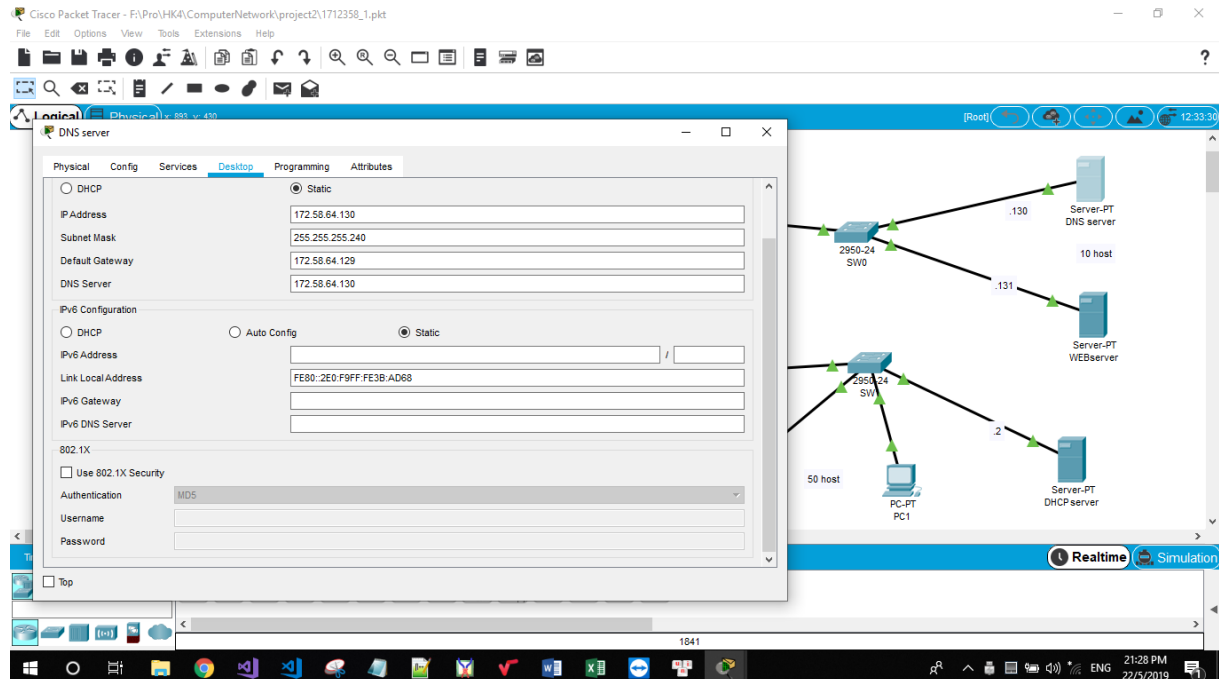 Cisco Packet Tracer - F:\Pro\HK4\ComputerNetwork\project2\1712358_1.pkt
File Edit Options View Tools Extensions Help
?
Logical Physical x: 893, y: 430 [Root] 12:33:30
DNS server
Physical Config Services Desktop Programming Attributes
DHCP Static
IP Address 172.58.64.130
Subnet Mask 255.255.255.240
Default Gateway 172.58.64.129
DNS Server 172.58.64.130
IPv6 Configuration
DHCP Auto Config Static
IPv6 Address /
Link Local Address FE80::2E0:F9FF:FE3B:AD68
IPv6 Gateway
IPv6 DNS Server
802.1X
Use 802.1X Security
Authentication MD5
Username
Password
Top
.130
Server-PT
DNS server
2950-24
SW0
10 host
.131
Server-PT
WEBserver
2950-24
SW
.2
50 host
PC-PT
PC1
Server-PT
DHCP server
Realtime Simulation
1841
ENG
21:28 PM
22/5/2019